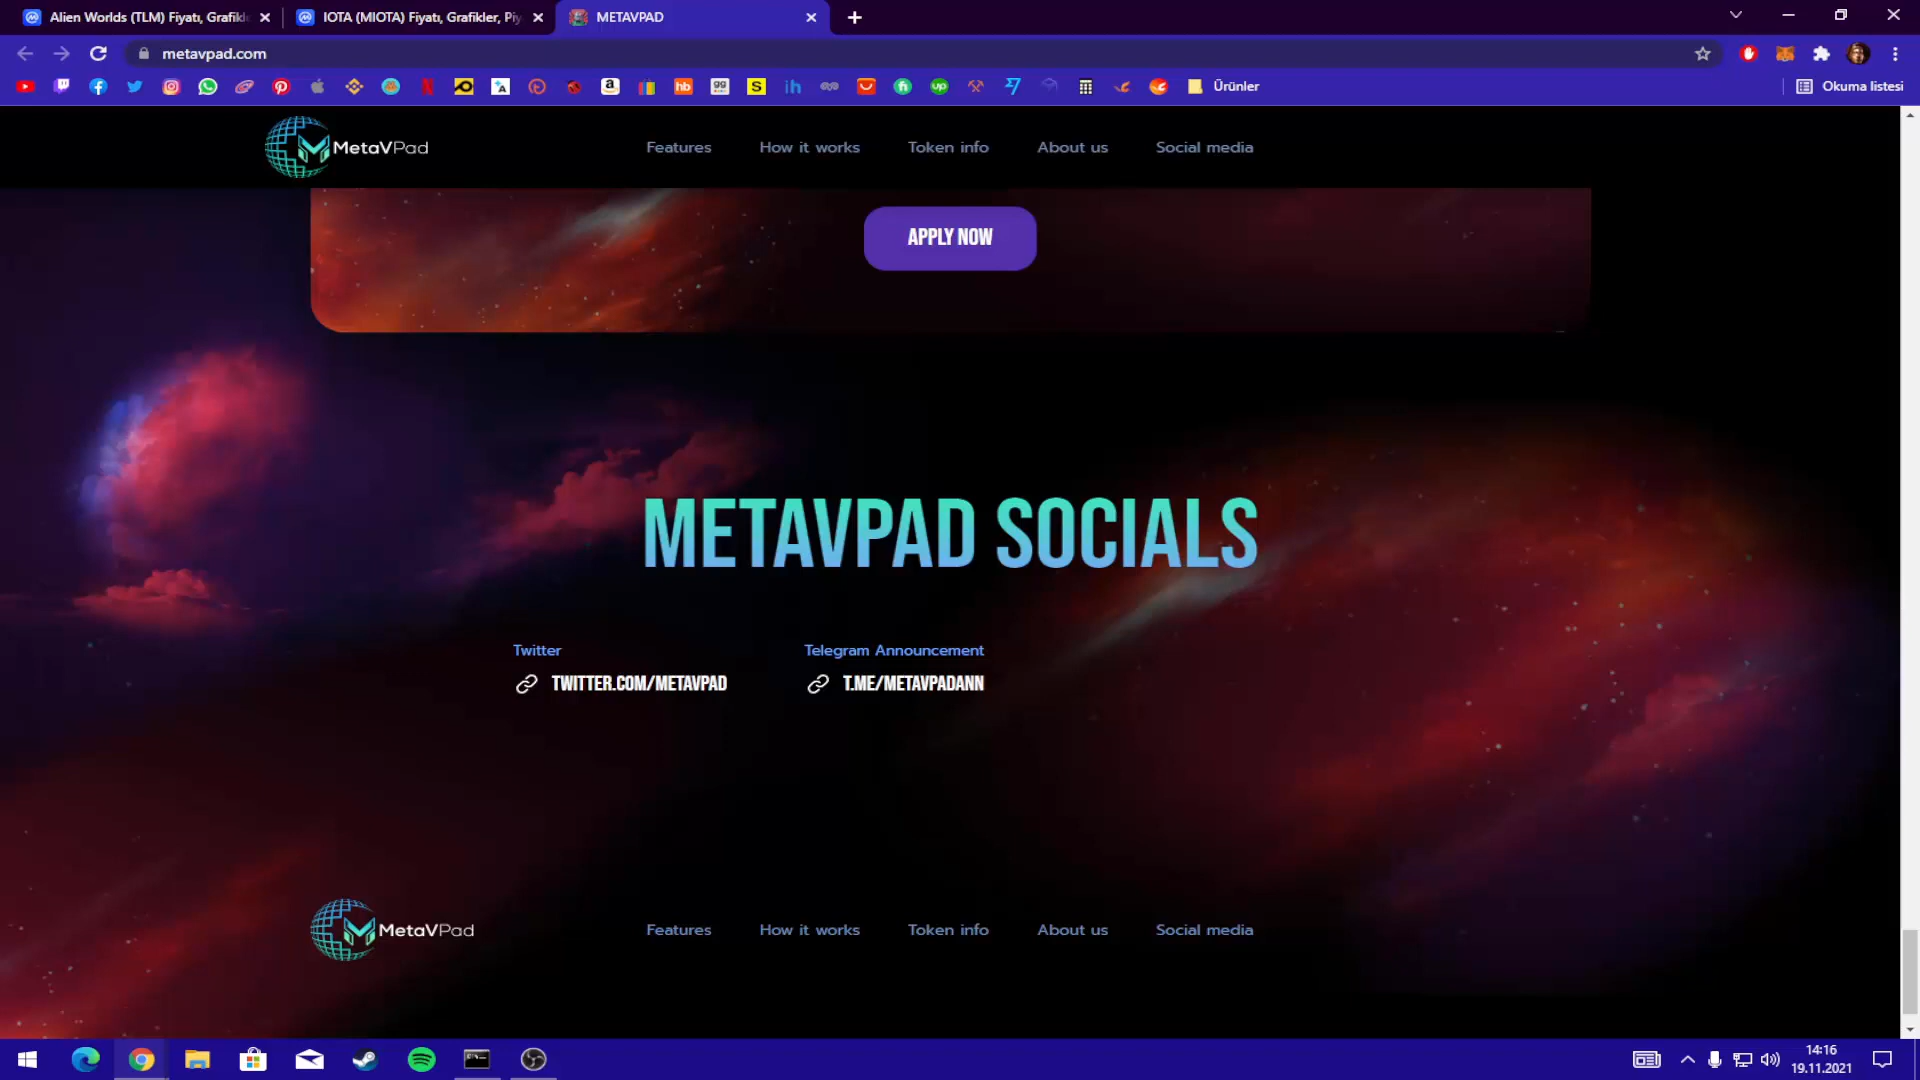 Alien Worlds (TLM) Fiyatı, Grafikl
IOTA (MIOTA) Fiyatı, Grafikler, Piy
METAVPAD
metavpad.com
Ürünler
Okuma listesi
MetaVPad
Features
How it works
Token info
About us
Social media
APPLY NOW
METAVPAD SOCIALS
Twitter
TWITTER.COM/METAVPAD
Telegram Announcement
T.ME/METAVPADANN
MetaVPad
Features
How it works
Token info
About us
Social media
14:16
19.11.2021